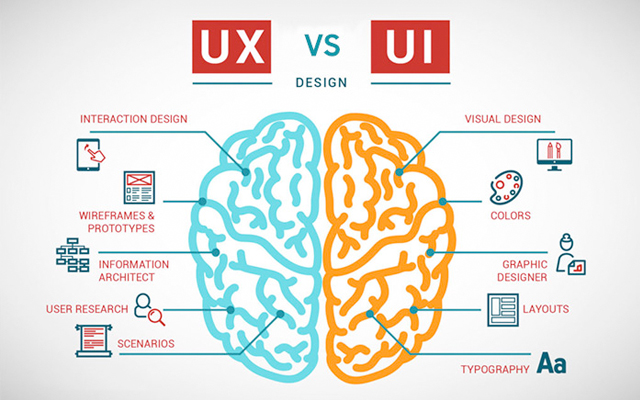 UX VS UI
DESIGN
INTERACTION DESIGN
WIREFRAMES &
PROTOTYPES
INFORMATION
ARCHITECT
USER RESEARCH
SCENARIOS
VISUAL DESIGN
COLORS
GRAPHIC
DESIGNER
LAYOUTS
TYPOGRAPHY Aa